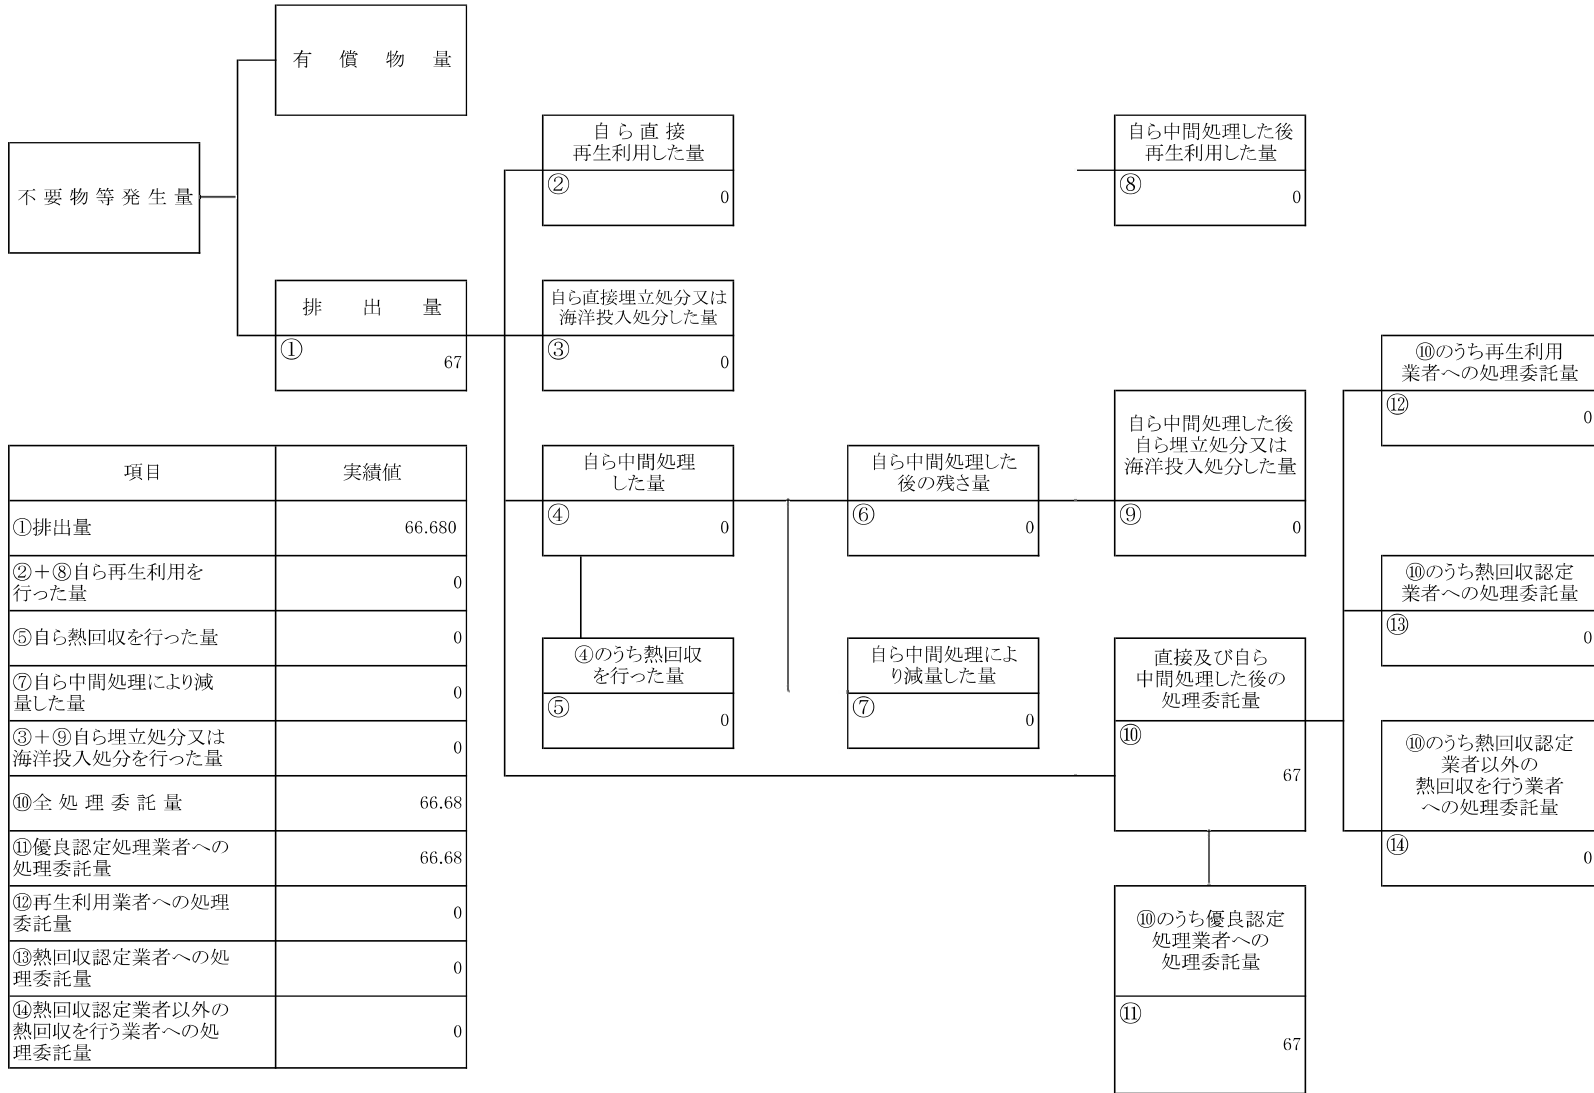 有 償 物 量
不 要 物 等 発 生 量
排 出 量
①
67
自 ら 直 接
再生利用した量
②
0
自ら直接埋立処分又は
海洋投入処分した量
③
0
自ら中間処理
した量
④
0
④のうち熱回収
を行った量
⑤
0
自ら中間処理した
後の残さ量
⑥
0
自ら中間処理によ
り減量した量
⑦
0
自ら中間処理した後
再生利用した量
⑧
0
自ら中間処理した後
自ら埋立処分又は
海洋投入処分した量
⑨
0
直接及び自ら
中間処理した後の
処理委託量
⑩
67
⑩のうち優良認定
処理業者への
処理委託量
⑪
67
⑩のうち再生利用
業者への処理委託量
⑫
0
⑩のうち熱回収認定
業者への処理委託量
⑬
0
⑩のうち熱回収認定
業者以外の
熱回収を行う業者
への処理委託量
⑭
0
項目 実績値
①排出量 66.680
②＋⑧自ら再生利用を
行った量 0
⑤自ら熱回収を行った量 0
⑦自ら中間処理により減
量した量 0
③＋⑨自ら埋立処分又は
海洋投入処分を行った量 0
⑩全 処 理 委 託 量 66.68
⑪優良認定処理業者への
処理委託量 66.68
⑫再生利用業者への処理
委託量 0
⑬熱回収認定業者への処
理委託量 0
⑭熱回収認定業者以外の
熱回収を行う業者への処
理委託量 0